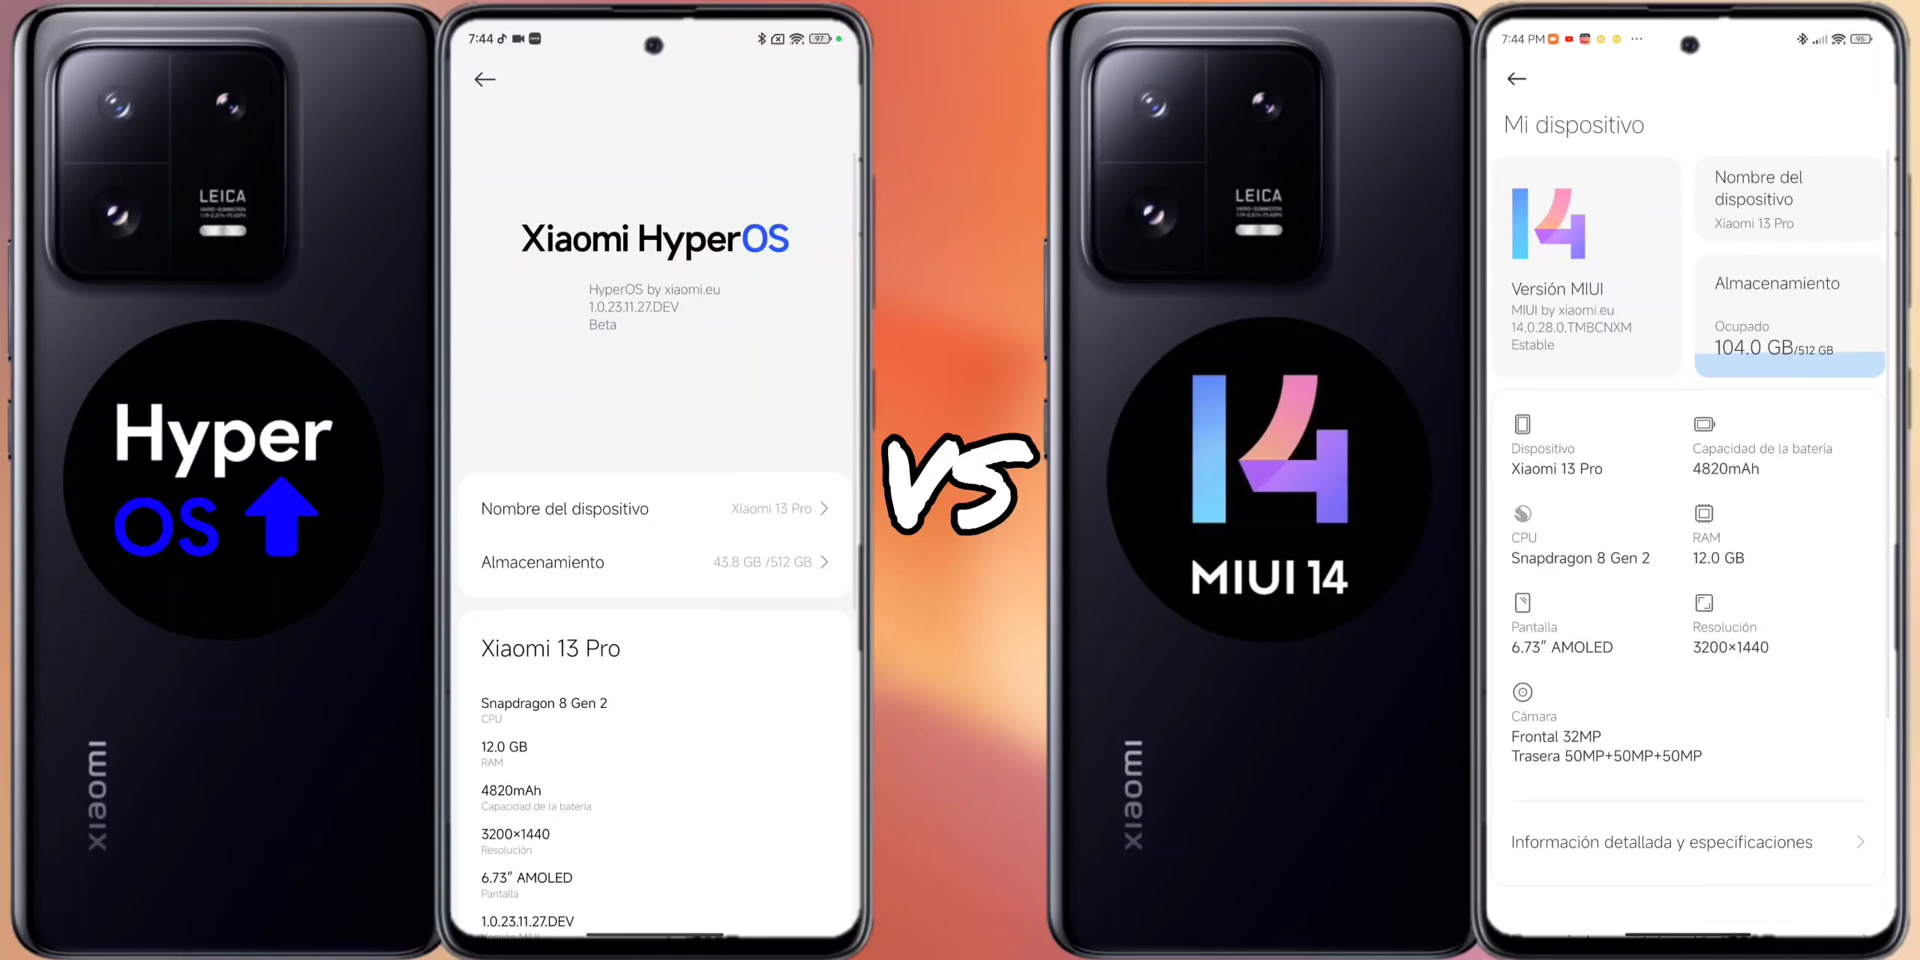 LEICA
Hyper
OS
xiaomi
7:44
97
Xiaomi HyperOS
HyperOS by xiaomi.eu
1.0.23.11.27.DEV
Beta
Nombre del dispositivo
Xiaomi 13 Pro
Almacenamiento
43.8 GB /512 GB
Xiaomi 13 Pro
Snapdragon 8 Gen 2
CPU
12.0 GB
RAM
4820mAh
Capacidad de la batería
3200×1440
Resolución
6.73″ AMOLED
Pantalla
1.0.23.11.27.DEV
VS
LEICA
14
MIUI 14
xiaomi
7:44 PM
95
Mi dispositivo
14
Versión MIUI
MIUI by xiaomi.eu
14.0.28.0.TMBCNXM
Estable
Nombre del
dispositivo
Xiaomi 13 Pro
Almacenamiento
Ocupado
104.0 GB/512 GB
Dispositivo
Xiaomi 13 Pro
Capacidad de la batería
4820mAh
CPU
Snapdragon 8 Gen 2
RAM
12.0 GB
Pantalla
6.73″ AMOLED
Resolución
3200×1440
Cámara
Frontal 32MP
Trasera 50MP+50MP+50MP
Información detallada y especificaciones